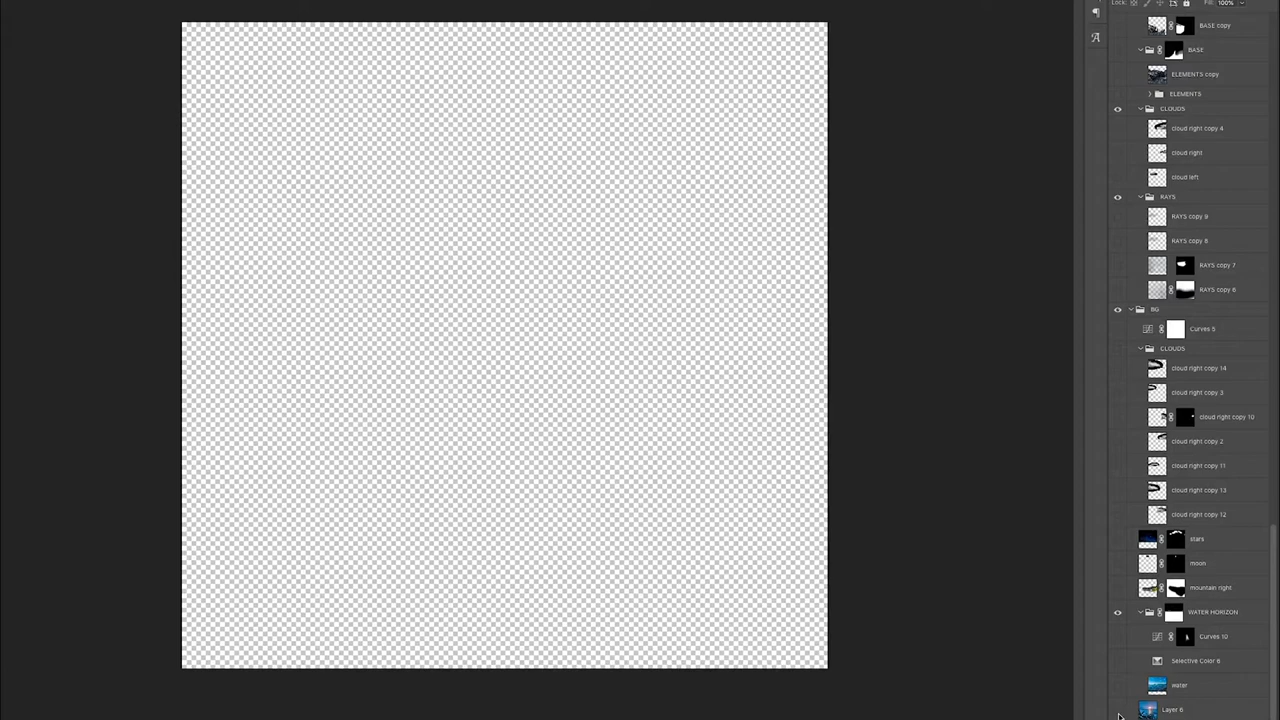 Lock:
Fill: 100%
BASE copy
BASE
ELEMENTS copy
ELEMENTS
CLOUDS
cloud right copy 4
cloud right
cloud left
RAYS
RAYS copy 9
RAYS copy 8
RAYS copy 7
RAYS copy 6
BG
Curves 5
CLOUDS
cloud right copy 14
cloud right copy 3
cloud right copy 10
cloud right copy 2
cloud right copy 11
cloud right copy 13
cloud right copy 12
stars
moon
mountain right
WATER HORIZON
Curves 10
Selective Color 6
water
Layer 6